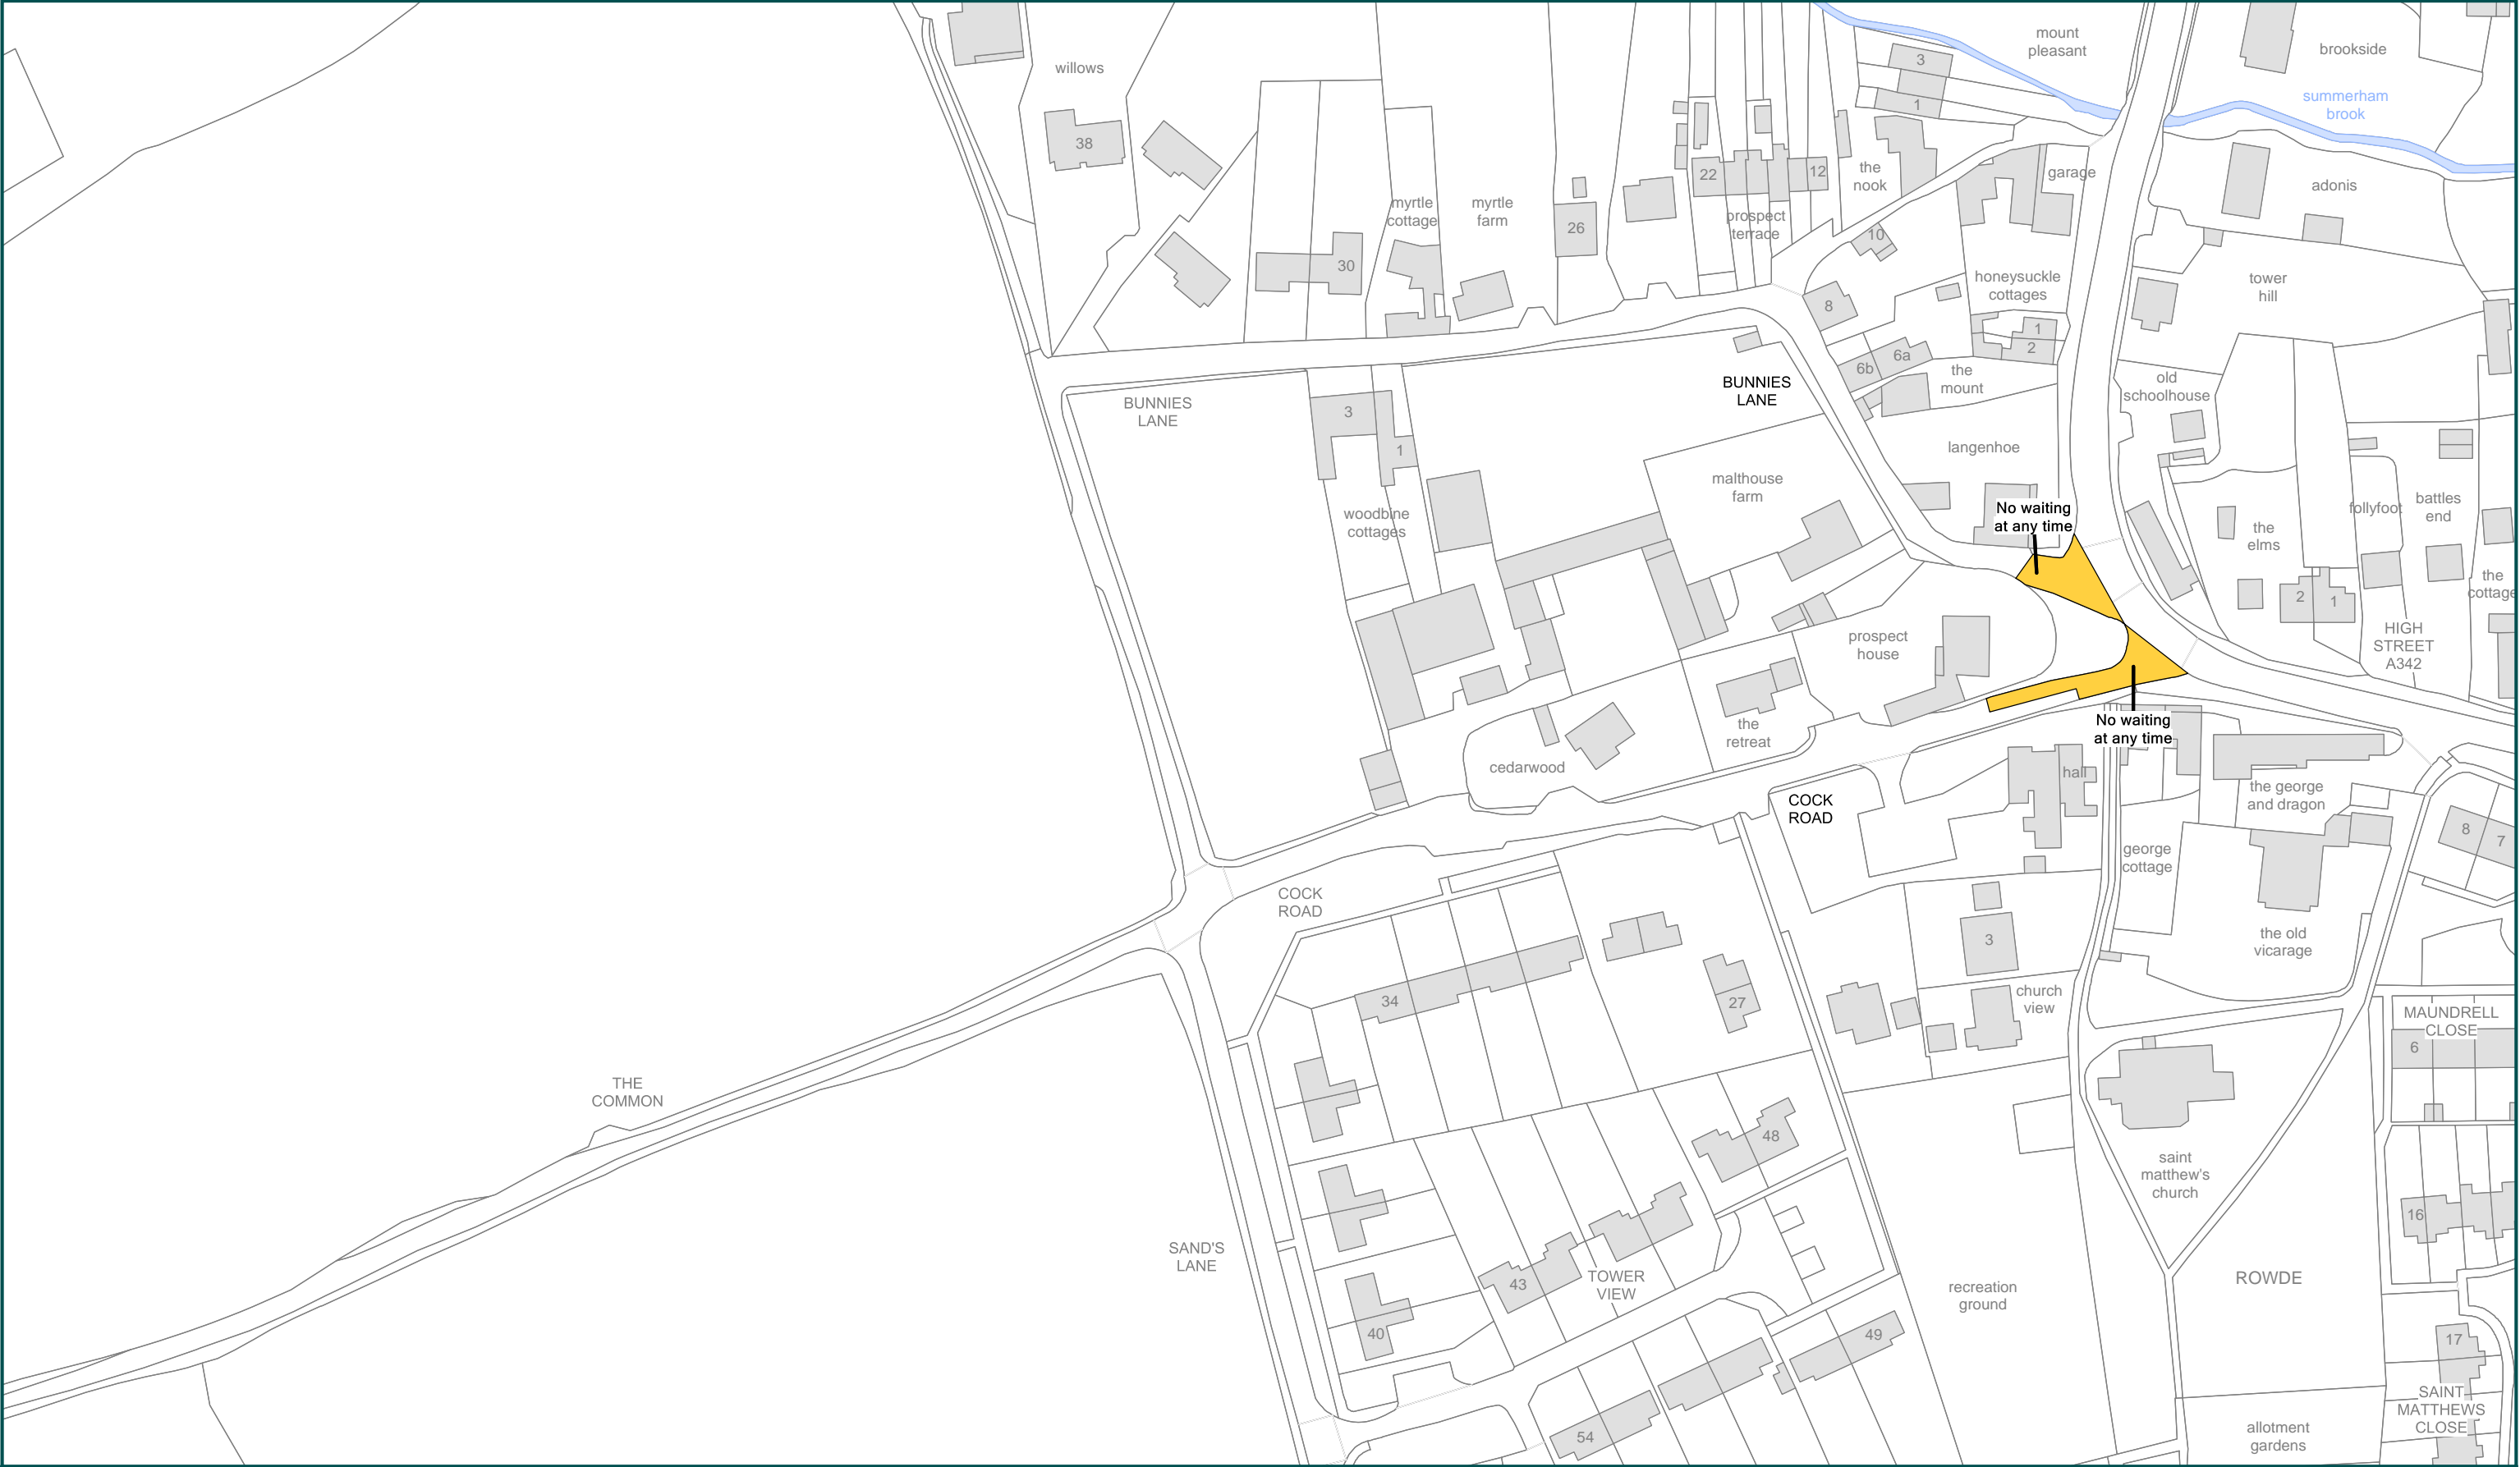 mount
pleasant
brookside
willows
3
summerham
brook
1
38
garage
22
12
the
nook
adonis
myrtle
cottage
myrtle
farm
26
prospect
terrace
10
30
honeysuckle
cottages
tower
hill
8
1
2
6a
6b
the
mount
old
schoolhouse
BUNNIES
LANE
BUNNIES
LANE
3
1
langenhoe
malthouse
farm
woodbine
cottages
No waiting
at any time
battles
end
follyfoot
the
elms
the
cottage
2
1
HIGH
STREET
A342
prospect
house
the
retreat
No waiting
at any time
cedarwood
hall
the george
and dragon
COCK
ROAD
8
7
george
cottage
COCK
ROAD
3
the old
vicarage
34
27
church
view
MAUNDRELL
CLOSE
6
THE
COMMON
48
saint
matthew's
church
16
SAND'S
LANE
43
TOWER
VIEW
recreation
ground
ROWDE
40
49
17
SAINT
MATTHEWS
CLOSE
54
allotment
gardens